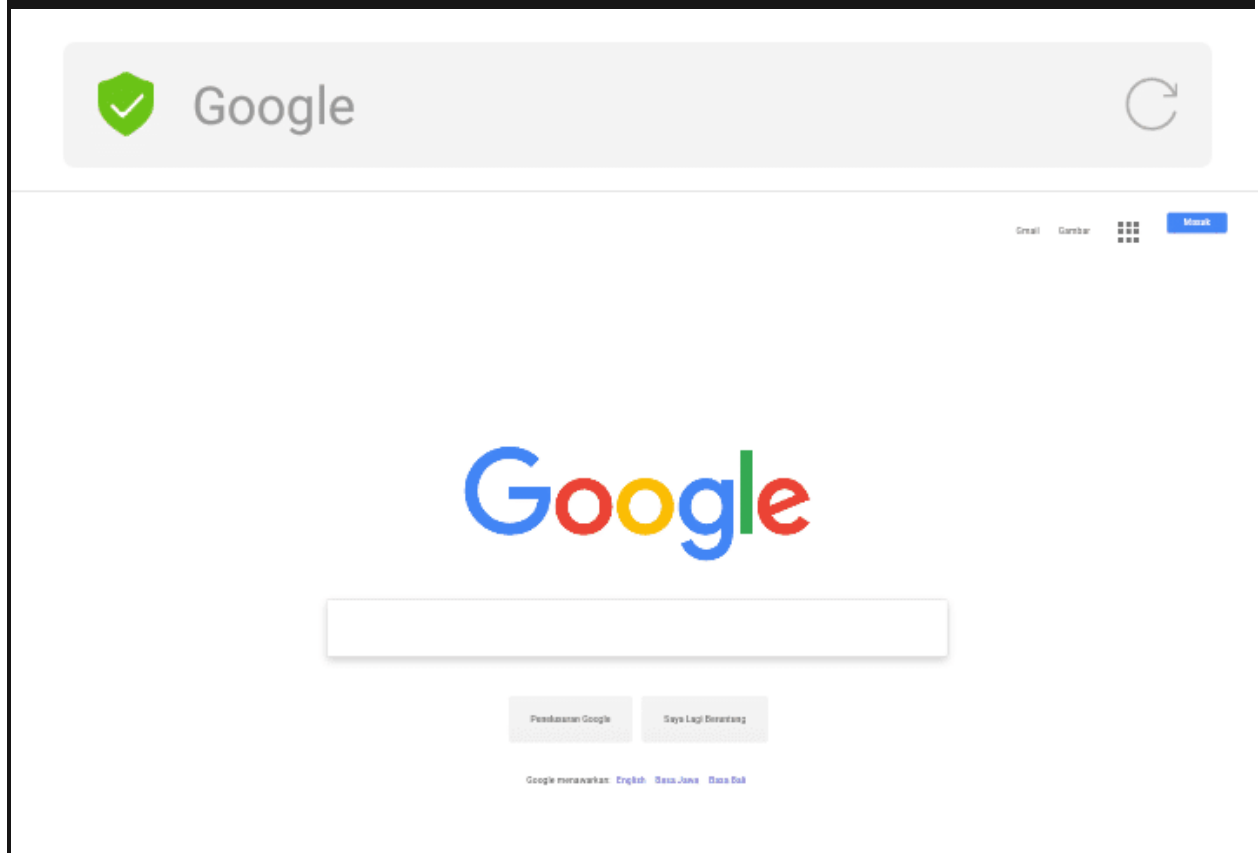 Google
Gmail Gambar Masuk
Google
Penelusuran Google Saya Lagi Beruntung
Google menawarkan: English Basa Jawa Basa Bali